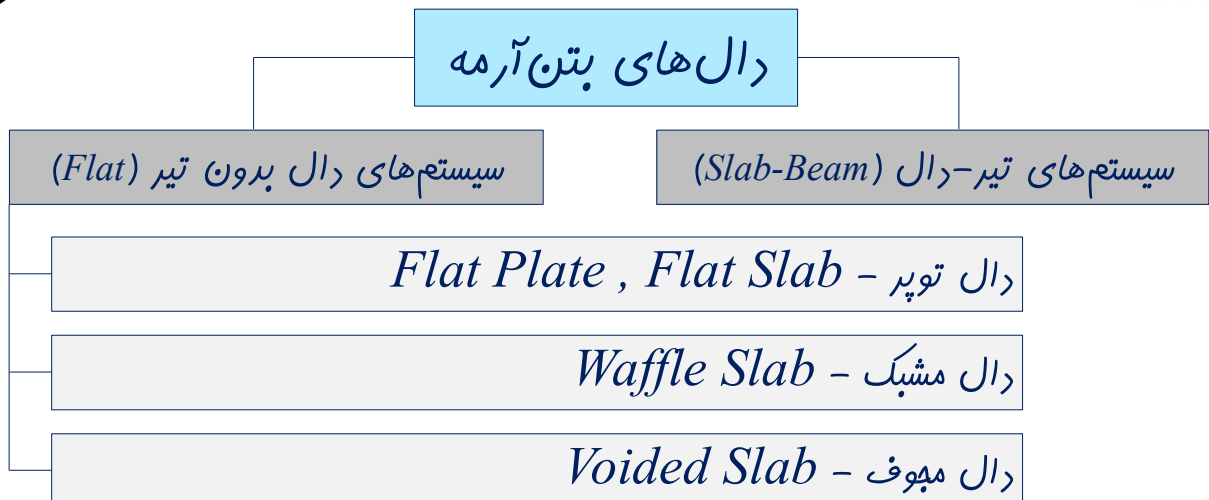 دال‌های بتن‌آرمه
سیستم‌های تیر-دال (Slab-Beam)
سیستم‌های دال بدون تیر (Flat)
دال توپر – Flat Plate , Flat Slab
دال مشبک – Waffle Slab
دال مجوف – Voided Slab